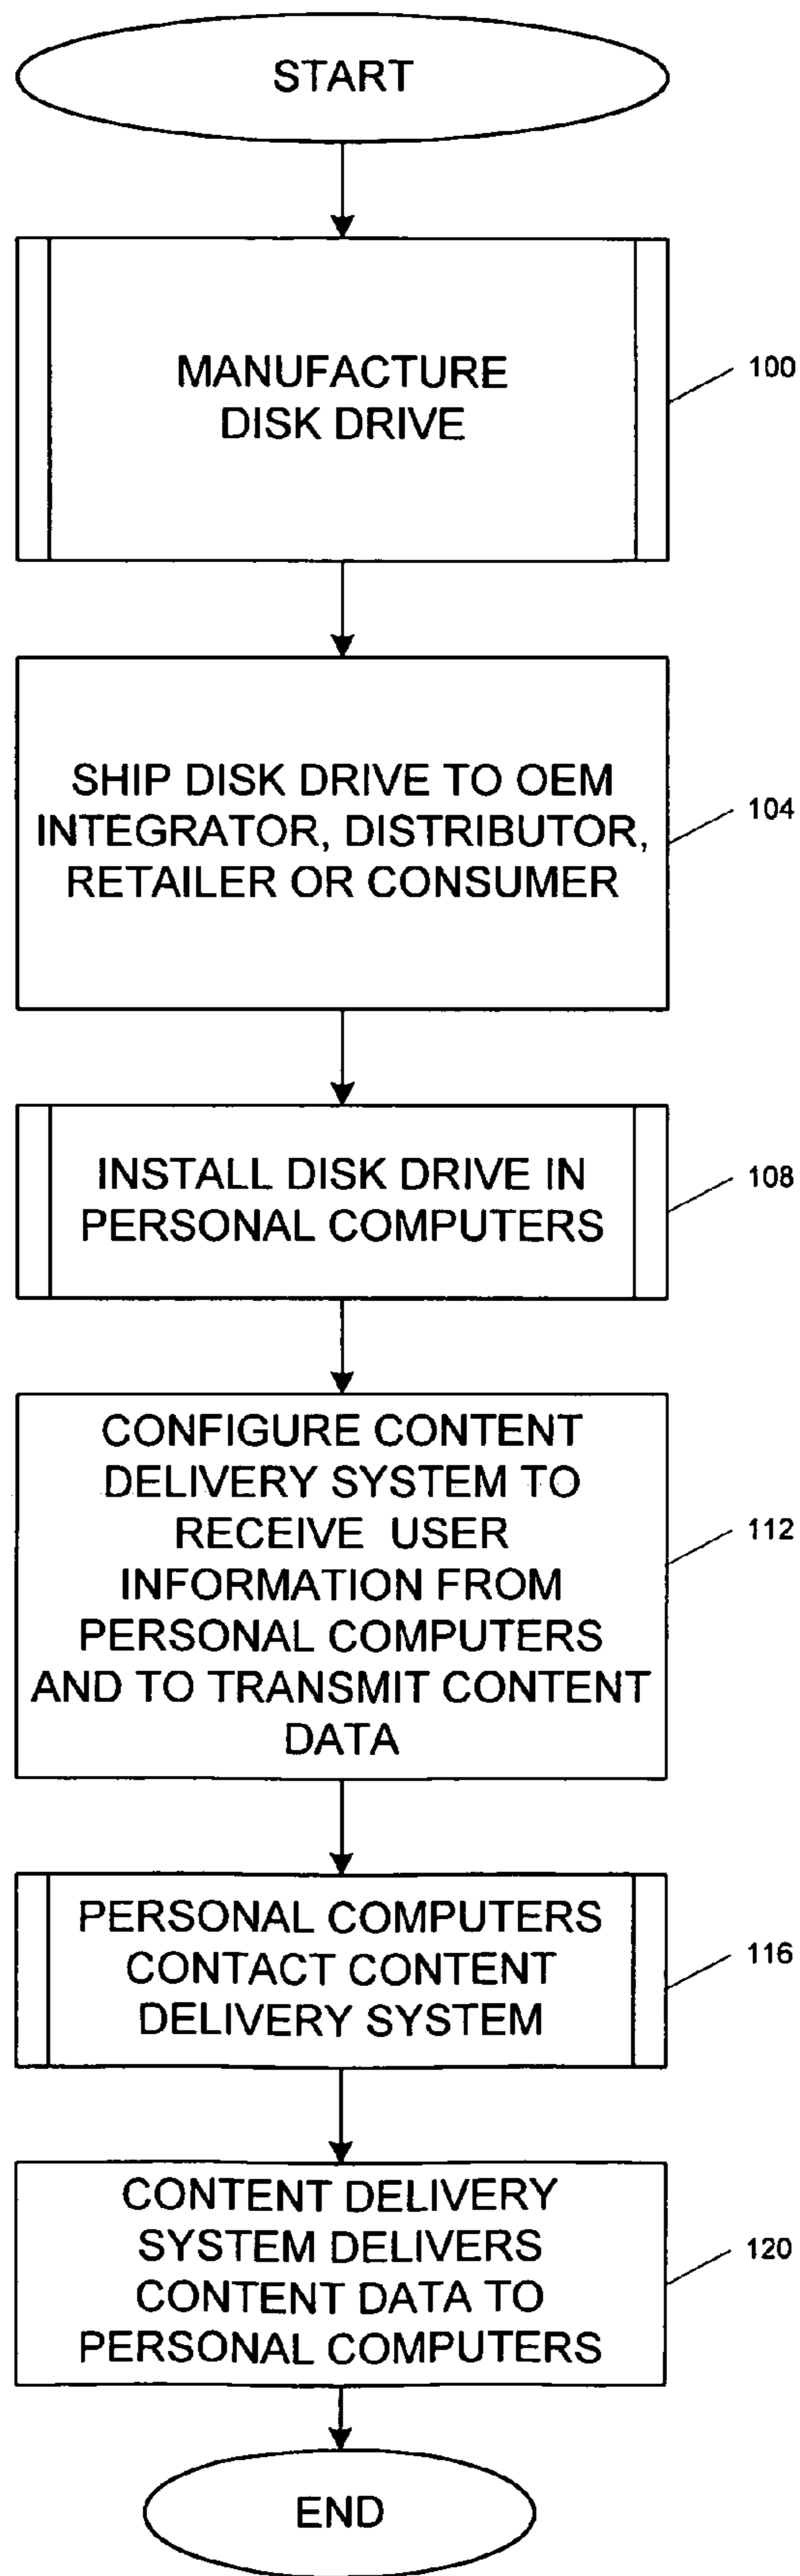 START
MANUFACTURE
DISK DRIVE
100
SHIP DISK DRIVE TO OEM
INTEGRATOR, DISTRIBUTOR,
RETAILER OR CONSUMER
104
INSTALL DISK DRIVE IN
PERSONAL COMPUTERS
108
CONFIGURE CONTENT
DELIVERY SYSTEM TO
RECEIVE USER
INFORMATION FROM
PERSONAL COMPUTERS
AND TO TRANSMIT CONTENT
DATA
112
PERSONAL COMPUTERS
CONTACT CONTENT
DELIVERY SYSTEM
116
CONTENT DELIVERY
SYSTEM DELIVERS
CONTENT DATA TO
PERSONAL COMPUTERS
120
END